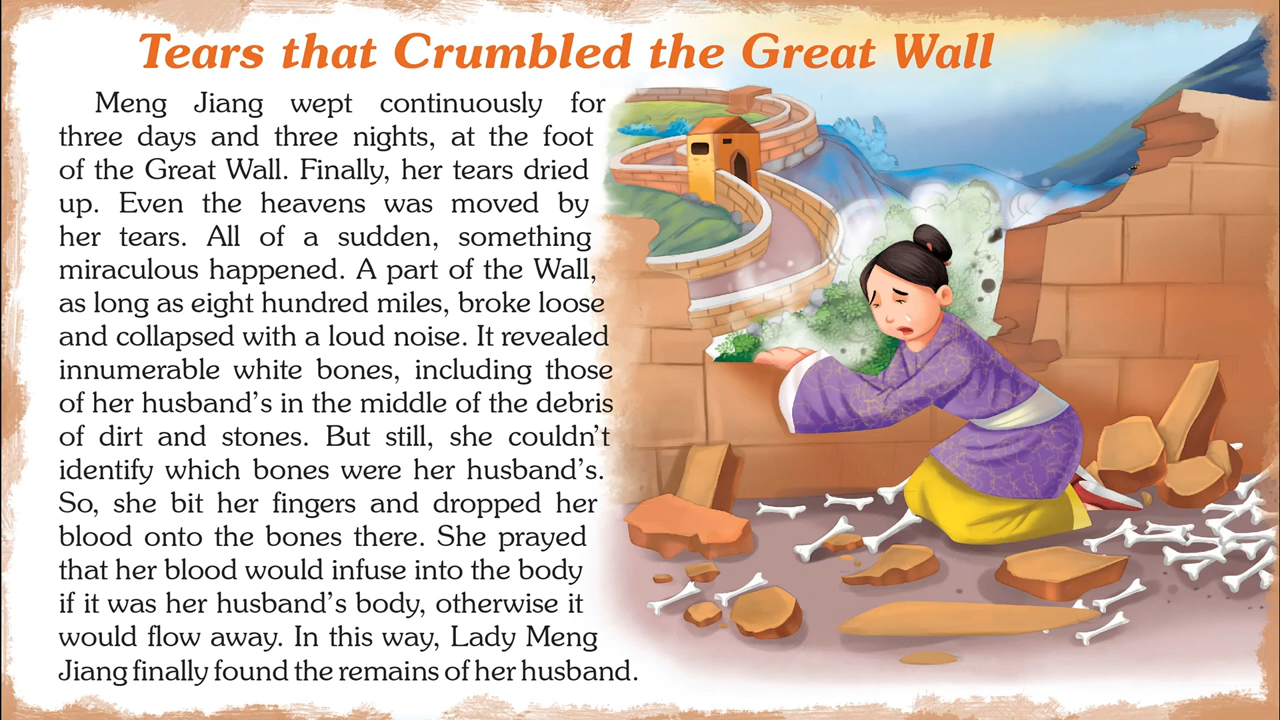 Tears that Crumbled the Great Wall
Meng Jiang wept continuously for
three days and three nights, at the foot
of the Great Wall. Finally, her tears dried
up. Even the heavens was moved by
her tears. All of a sudden, something
miraculous happened. A part of the Wall,
as long as eight hundred miles, broke loose
and collapsed with a loud noise. It revealed
innumerable white bones, including those
of her husband’s in the middle of the debris
of dirt and stones. But still, she couldn’t
identify which bones were her husband’s.
So, she bit her fingers and dropped her
blood onto the bones there. She prayed
that her blood would infuse into the body
if it was her husband’s body, otherwise it
would flow away. In this way, Lady Meng
Jiang finally found the remains of her husband.